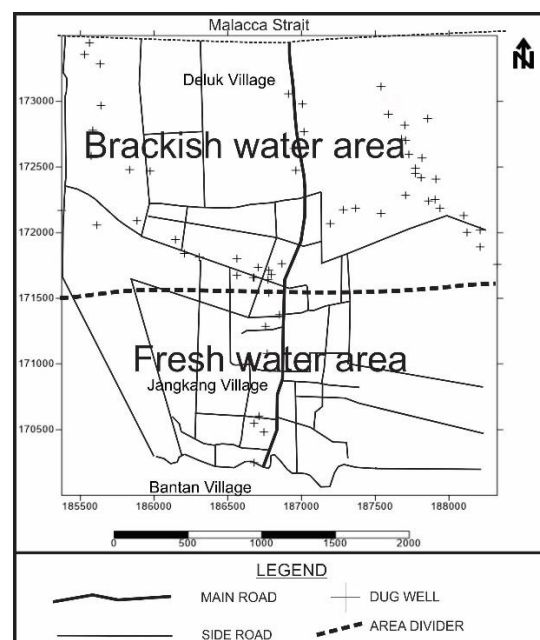 Malacca Strait
N
Deluk Village
173000
Brackish water area
172500
172000
171500
171000
Fresh water area
Jangkang Village
170500
Bantan Village
185500 186000 186500 187000 187500 188000
0 500 1000 1500 2000
LEGEND
MAIN ROAD
DUG WELL
SIDE ROAD
AREA DIVIDER